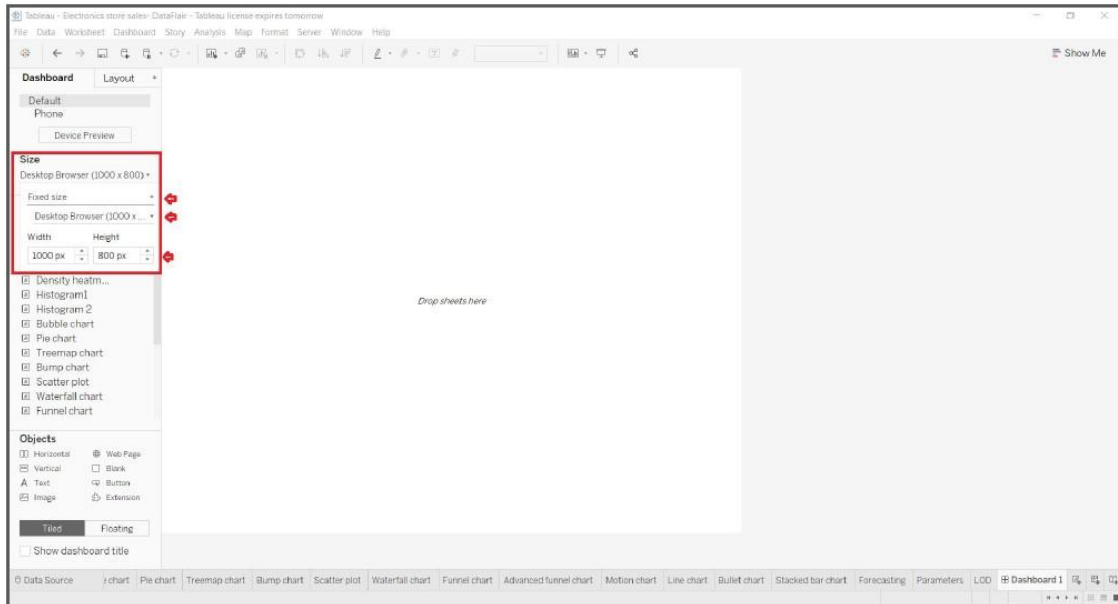 Tableau - Electronics store sales- DataFlair - Tableau license expires tomorrow
File Data Worksheet Dashboard Story Analysis Map Format Server Window Help
Show Me
Dashboard Layout
Default
Phone
Device Preview
Size
Desktop Browser (1000 x 800)
Fixed size
Desktop Browser (1000 x ...
Width Height
1000 px 800 px
Density heatm...
Histogram1
Histogram 2
Bubble chart
Pie chart
Treemap chart
Bump chart
Scatter plot
Waterfall chart
Funnel chart
Drop sheets here
Objects
Horizontal Web Page
Vertical Blank
A Text Button
Image Extension
Tiled Floating
Show dashboard title
Data Source chart Pie chart Treemap chart Bump chart Scatter plot Waterfall chart Funnel chart Advanced funnel chart Motion chart Line chart Bullet chart Stacked bar chart Forecasting Parameters LOD Dashboard 1